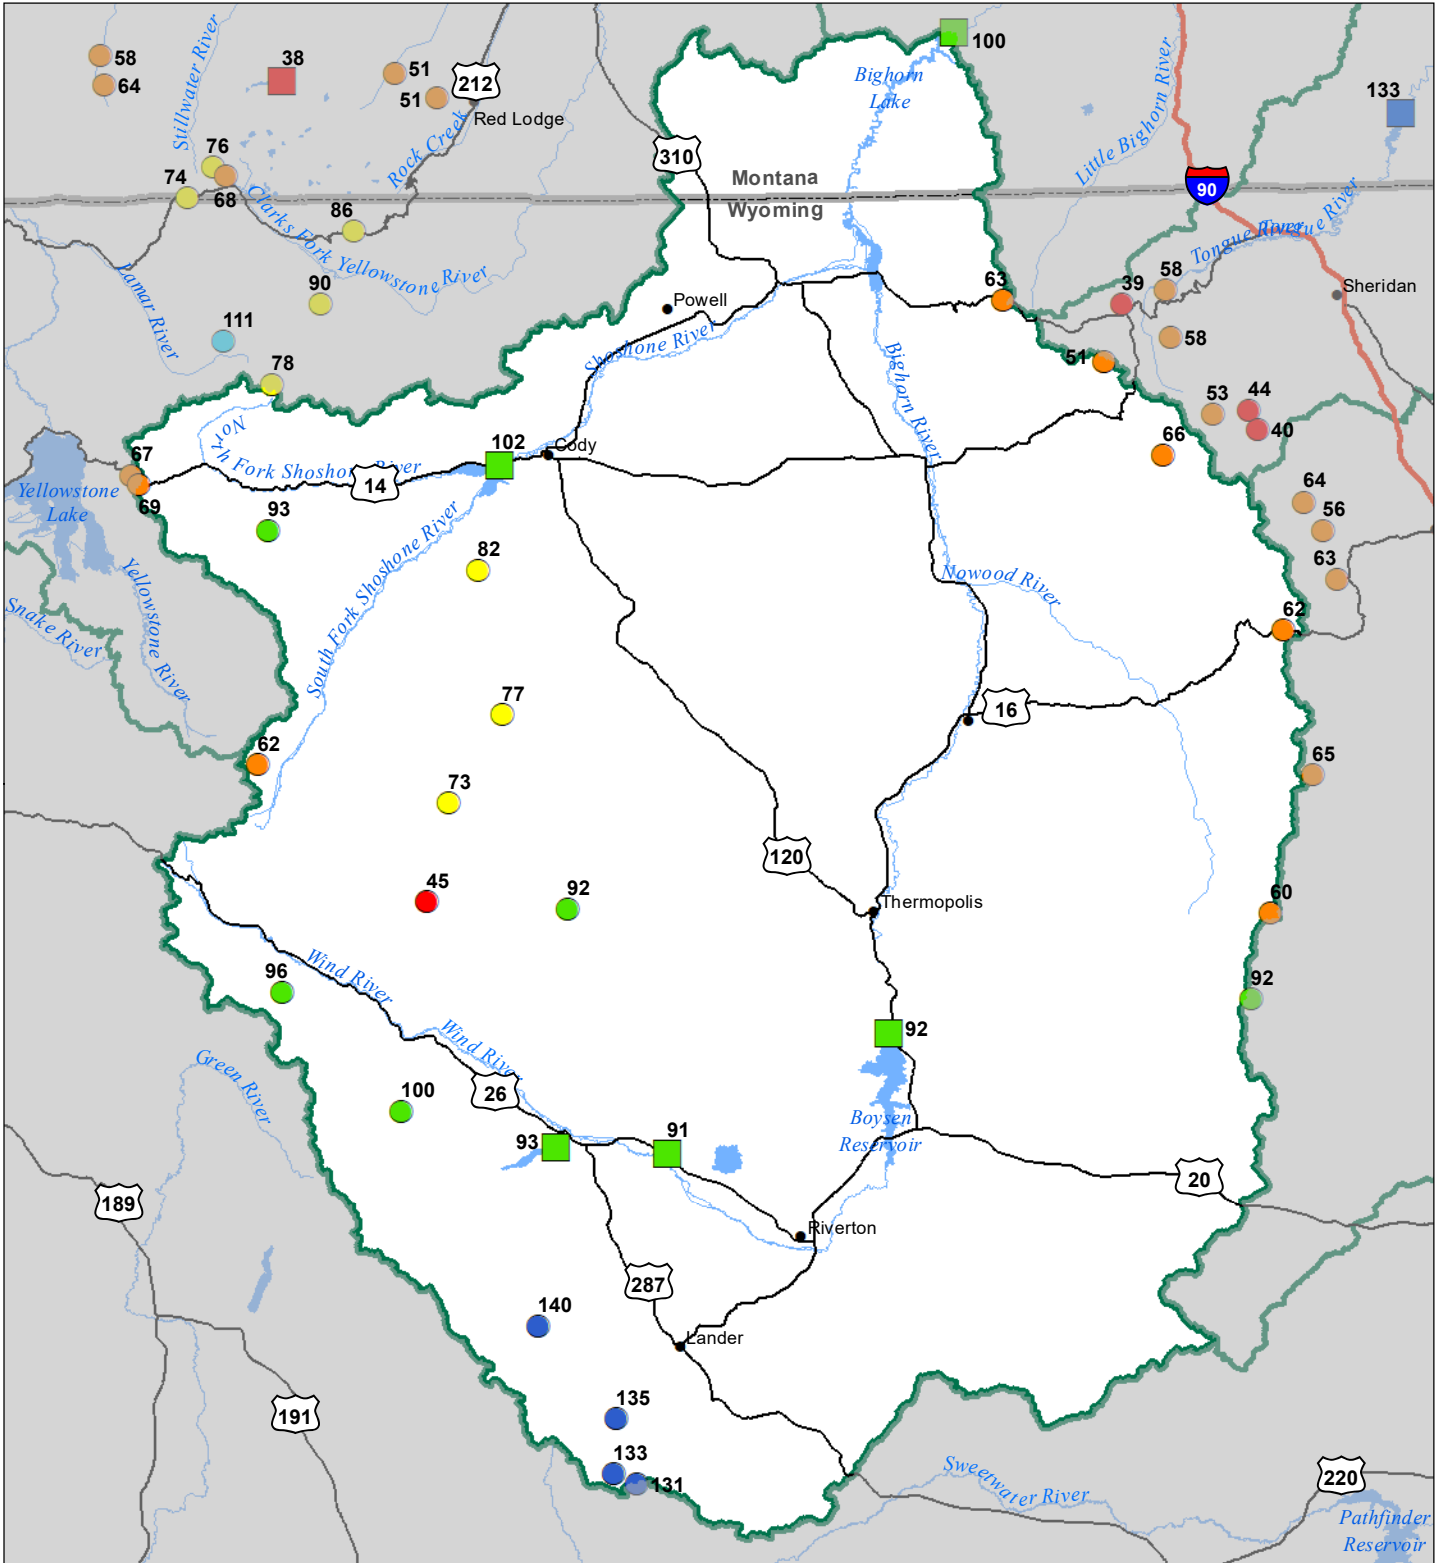 58
64
Stillwater River
38
51
51
212
Red Lodge
Rock Creek
Bighorn
Lake
100
Little Bighorn River
133
310
Montana
Wyoming
90
76
74
68
86
Clarks Fork Yellowstone River
Tongue River
Tongue River
Lamar River
90
111
78
Powell
Shoshone River
63
39
58
Sheridan
58
51
Bighorn River
53
44
40
North Fork Shoshone River
102
Cody
14
66
67
69
Yellowstone
Lake
93
South Fork Shoshone River
82
64
56
63
Nowood River
Yellowstone River
Snake River
62
77
16
62
65
73
120
45
92
Thermopolis
60
96
Wind River
92
Wind River
92
Green River
26
100
Boysen
Reservoir
93
91
20
189
Riverton
287
140
Lander
191
135
133
131
Sweetwater River
220
Pathfinder
Reservoir